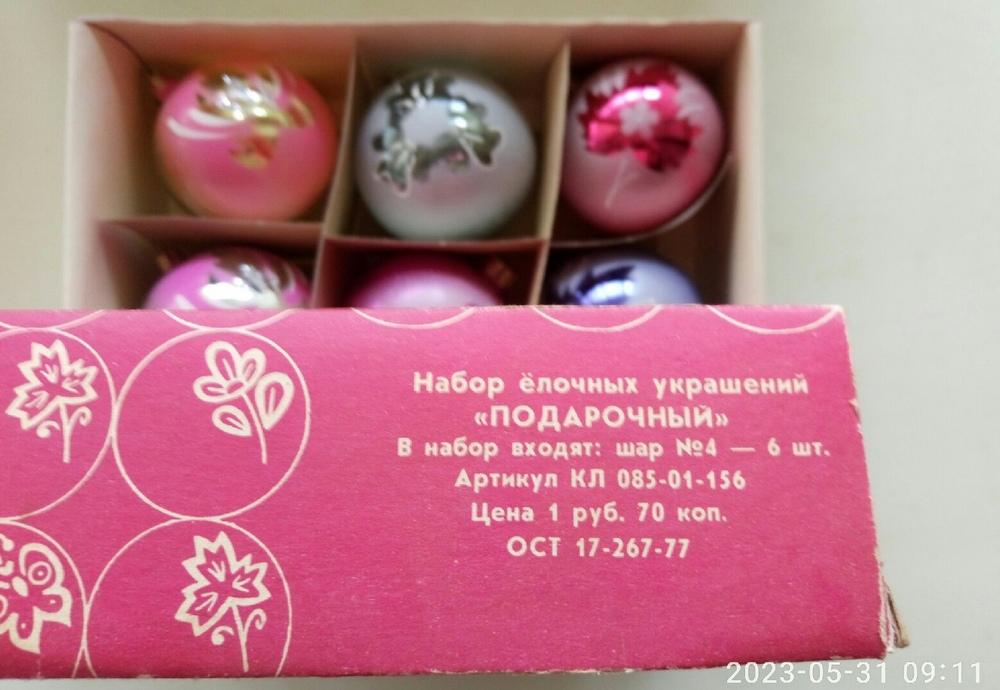 Набор ёлочных украшений
«ПОДАРОЧНЫЙ»
В набор входят: шар №4 — 6 шт.
Артикул КЛ 085-01-156
Цена 1 руб. 70 коп.
ОСТ 17-267-77
2023-05-31 09:11